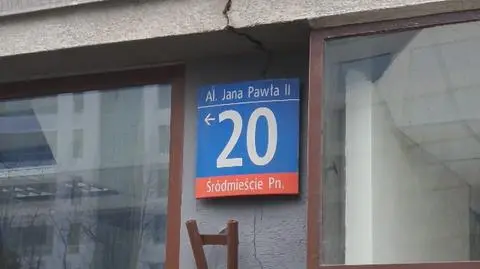 Al. Jana Pawła II
← 20
Śródmieście Pn.